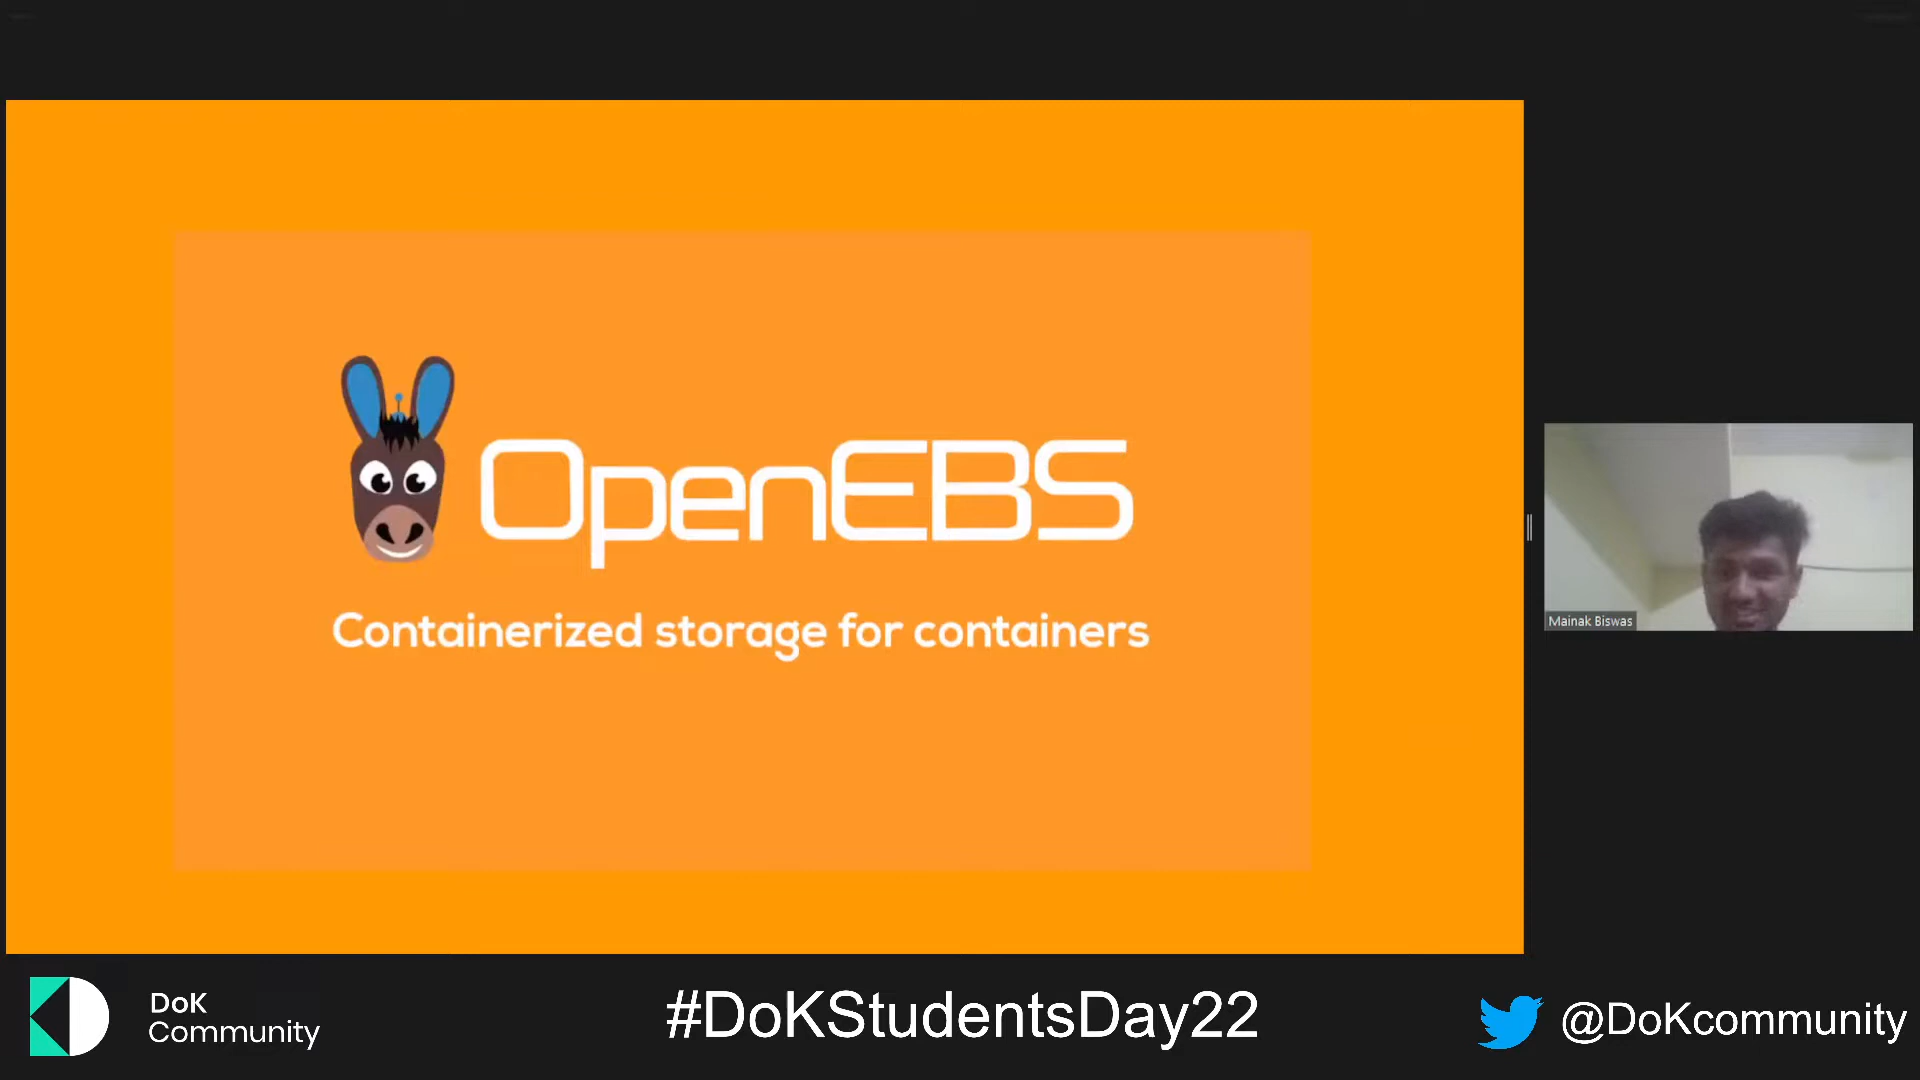 OpenEBS
Containerized storage for containers
Mainak Biswas
DoK
Community
#DoKStudentsDay22
@DoKcommunity